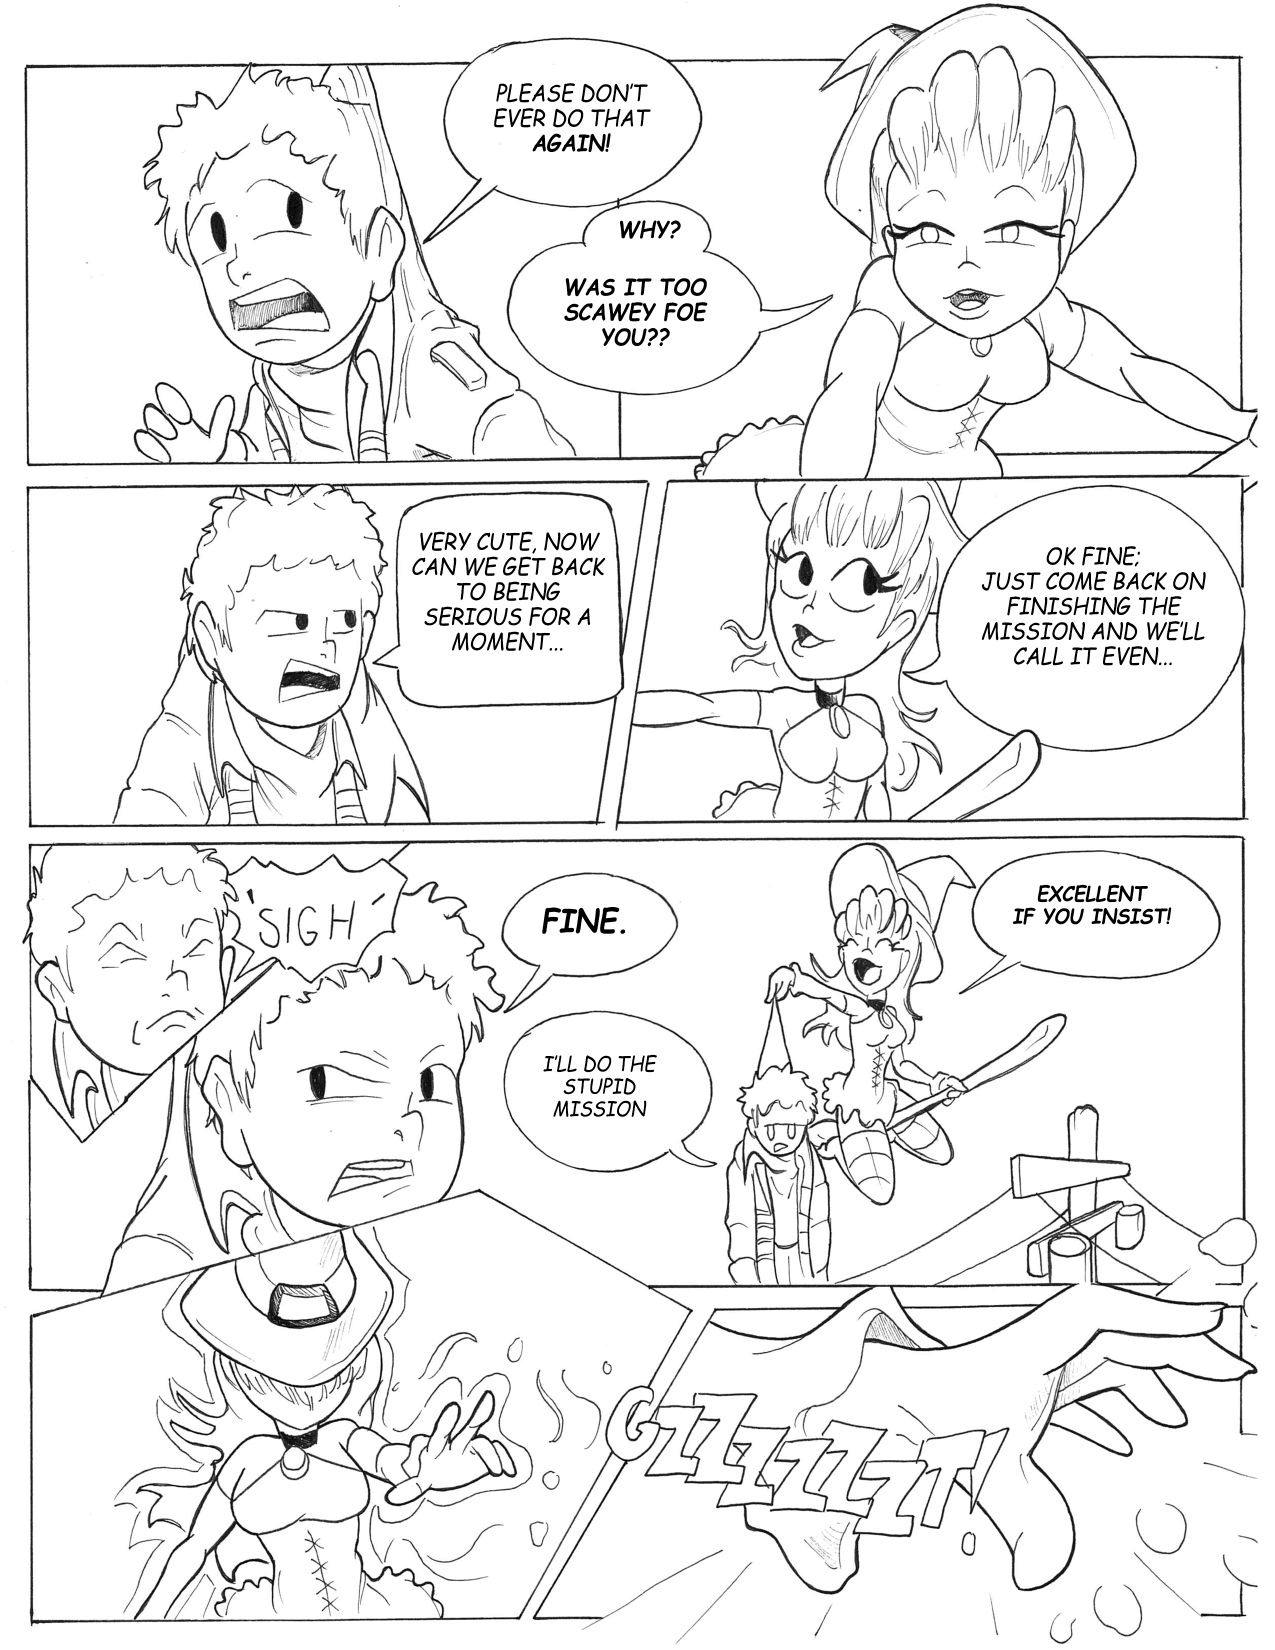 PLEASE DON'T
EVER DO THAT
AGAIN!
WHY?
WAS IT TOO
SCAWEY FOE
YOU??
VERY CUTE, NOW
CAN WE GET BACK
TO BEING
SERIOUS FOR A
MOMENT...
OK FINE;
JUST COME BACK ON
FINISHING THE
MISSION AND WE'LL
CALL IT EVEN...
'SIGH'
FINE.
I'LL DO THE
STUPID
MISSION
EXCELLENT
IF YOU INSIST!
GZZZZZZT!